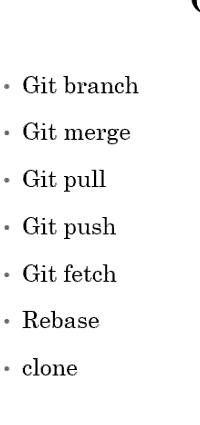 Git branch
Git merge
Git pull
Git push
Git fetch
Rebase
clone